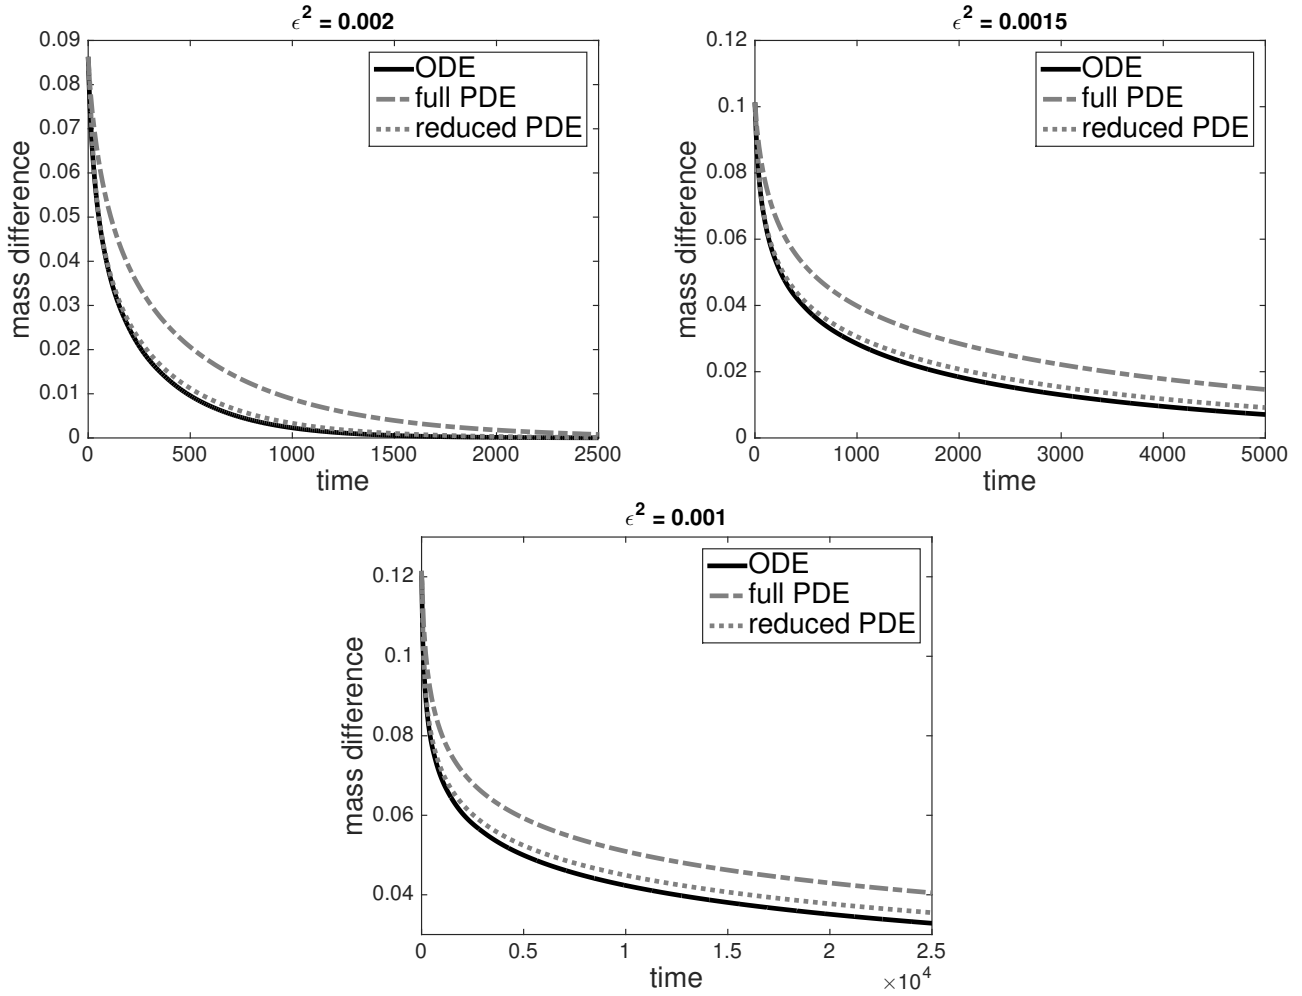 ϵ² = 0.002
0.09
0.08
0.07
0.06
0.05
0.04
0.03
0.02
0.01
0
mass difference
ODE
full PDE
reduced PDE
0 500 1000 1500 2000 2500
time
ϵ² = 0.0015
0.12
0.1
0.08
0.06
0.04
0.02
0
mass difference
ODE
full PDE
reduced PDE
0 1000 2000 3000 4000 5000
time
ϵ² = 0.001
0.12
0.1
0.08
0.06
0.04
mass difference
ODE
full PDE
reduced PDE
0 0.5 1 1.5 2 2.5
time
×10⁴